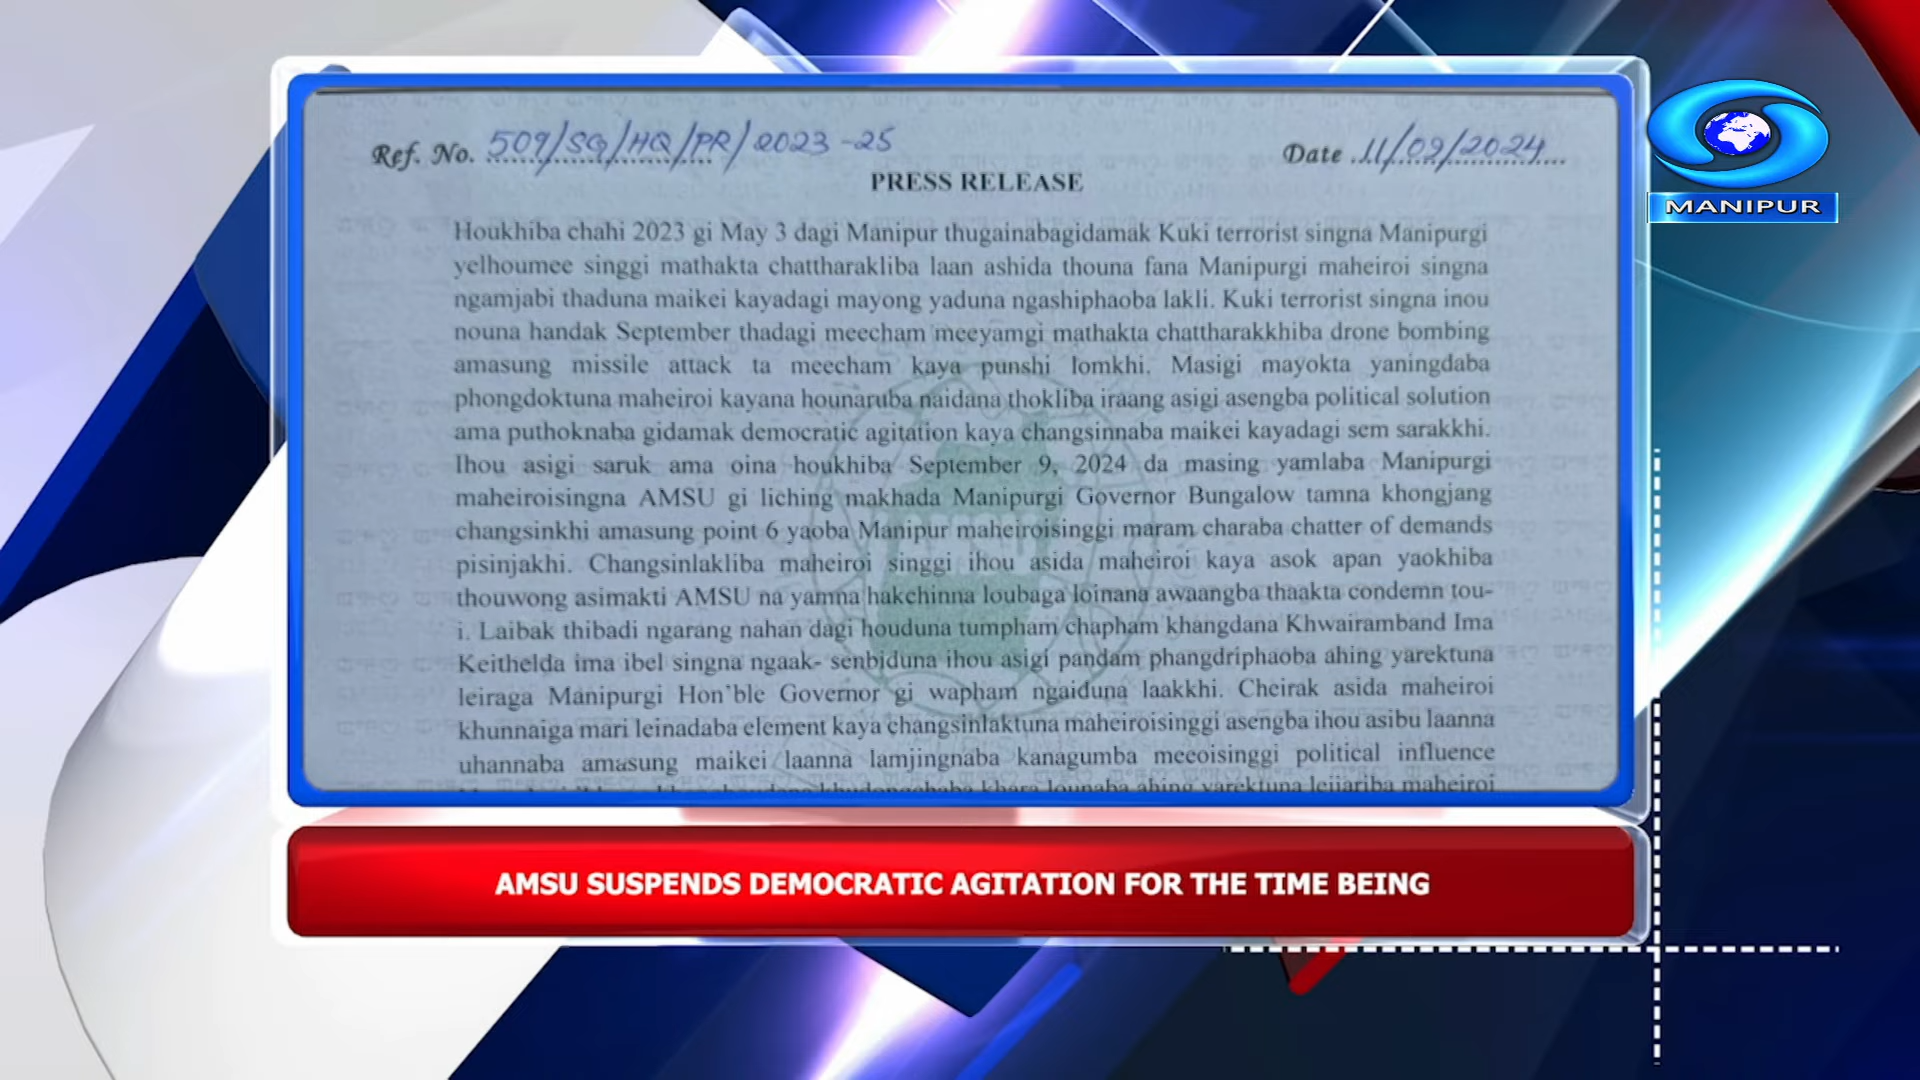 Ref. No. 509/SG/HQ/PR/2023-25
Date 11/09/2024
PRESS RELEASE
MANIPUR
Houkhiba chahi 2023 gi May 3 dagi Manipur thugainabagidamak Kuki terrorist singna Manipurgi
yelhoumee singgi mathakta chattharakliba laan ashida thouna fana Manipurgi maheiroi singna
ngamjabi thaduna maikei kayadagi mayong yaduna ngashiphaoba lakli. Kuki terrorist singna inou
nouna handak September thadagi meecham meeyamgi mathakta chattharakkhiba drone bombing
amasung missile attack ta meecham kaya punshi lomkhi. Masigi mayokta yaningdaba
phongdoktuna maheiroi kayana hounaruba naidana thokliba iraang asigi asengba political solution
ama puthoknaba gidamak democratic agitation kaya changsinnaba maikei kayadagi sem sarakkhi.
Ihou asigi saruk ama oina houkhiba September 9, 2024 da masing yamlaba Manipurgi
maheiroisingna AMSU gi liching makhada Manipurgi Governor Bungalow tamna khongjang
changsinkhi amasung point 6 yaoba Manipur maheiroisinggi maram charaba chatter of demands
pisinjakhi. Changsinlakliba maheiroi singgi ihou asida maheiroi kaya asok apan yaokhiba
thouwong asimakti AMSU na yamna hakchinna loubaga loinana awaangba thaakta condemn tou-
i. Laibak thibadi ngarang nahan dagi houduna tumpham chapham khangdana Khwairamband Ima
Keithelda ima ibel singna ngaak- senbiduna ihou asigi pandam phangdriphaoba ahing yarektuna
leiraga Manipurgi Hon'ble Governor gi wapham ngaiduna laakkhi. Cheirak asida maheiroi
khunnaiga mari leinadaba element kaya changsinlaktuna maheiroisinggi asengba ihou asibu laanna
uhannaba amasung maikei laanna lamjingnaba kanagumba meeoisinggi political influence
khudongchaba khara lounaba ahing yarektuna leijariba maheiroi
AMSU SUSPENDS DEMOCRATIC AGITATION FOR THE TIME BEING